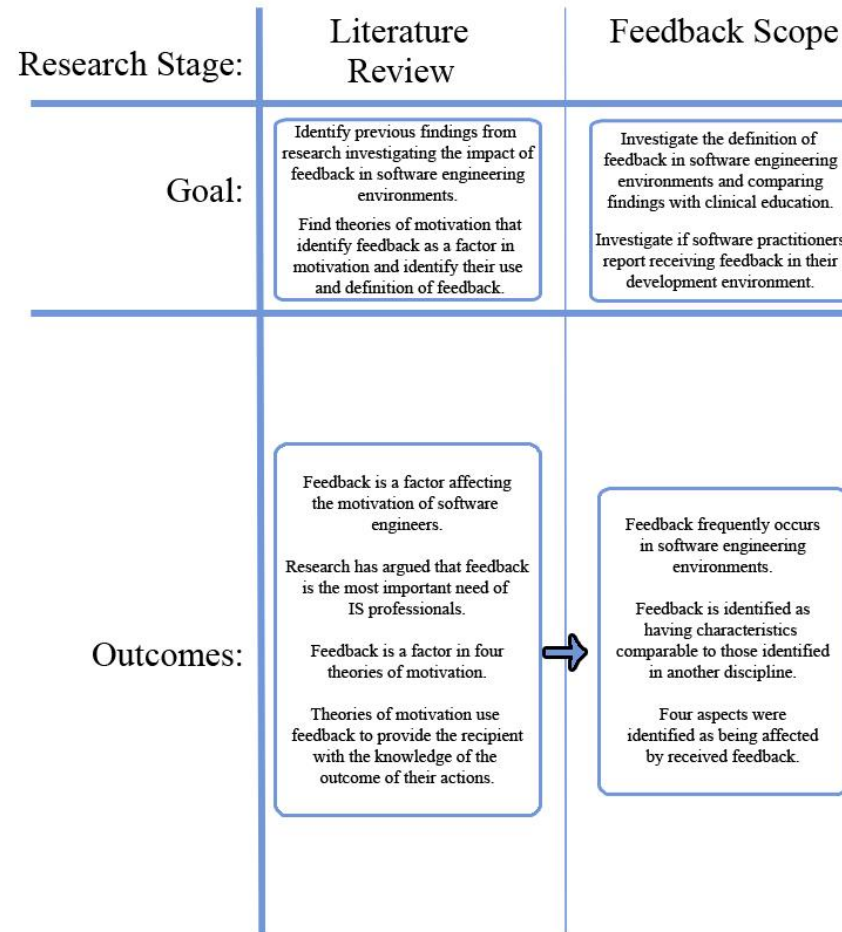 Research Stage:
Literature
Review
Feedback Scope
Goal:
Identify previous findings from
research investigating the impact of
feedback in software engineering
environments.
Find theories of motivation that
identify feedback as a factor in
motivation and identify their use
and definition of feedback.
Investigate the definition of
feedback in software engineering
environments and comparing
findings with clinical education.
Investigate if software practitioners
report receiving feedback in their
development environment.
Outcomes:
Feedback is a factor affecting
the motivation of software
engineers.
Research has argued that feedback
is the most important need of
IS professionals.
Feedback is a factor in four
theories of motivation.
Theories of motivation use
feedback to provide the recipient
with the knowledge of the
outcome of their actions.
Feedback frequently occurs
in software engineering
environments.
Feedback is identified as
having characteristics
comparable to those identified
in another discipline.
Four aspects were
identified as being affected
by received feedback.